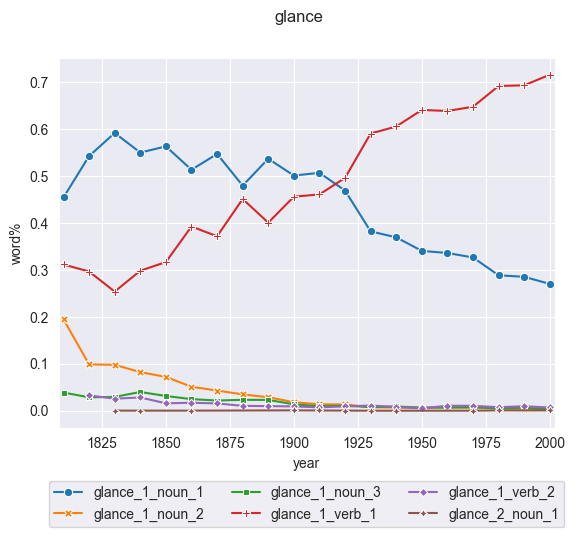 glance
0.7
0.6
0.5
0.4
0.3
0.2
0.1
0.0
word%
1825 1850 1875 1900 1925 1950 1975 2000
year
glance_1_noun_1 glance_1_noun_3 glance_1_verb_2
glance_1_noun_2 glance_1_verb_1 glance_2_noun_1